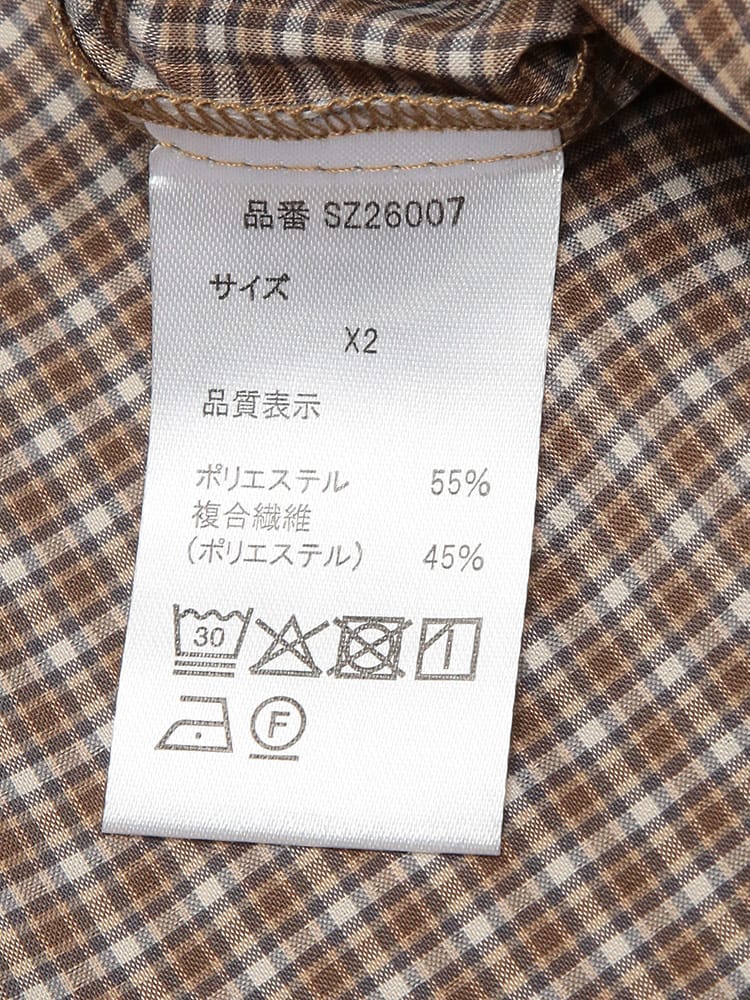 品番 SZ26007
サイズ
X2
品質表示
ポリエステル 55%
複合繊維
(ポリエステル) 45%
30
F